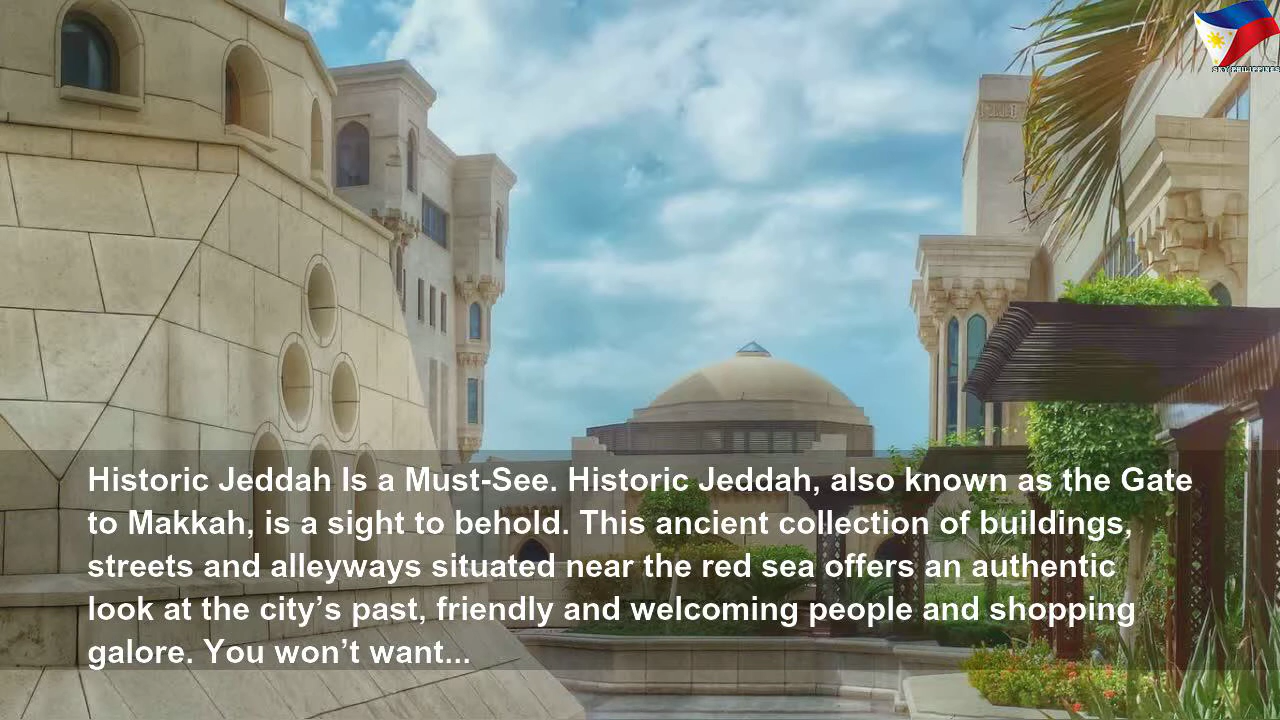 SKY PHILIPPINES
Historic Jeddah Is a Must-See. Historic Jeddah, also known as the Gate
to Makkah, is a sight to behold. This ancient collection of buildings,
streets and alleyways situated near the red sea offers an authentic
look at the city’s past, friendly and welcoming people and shopping
galore. You won’t want...